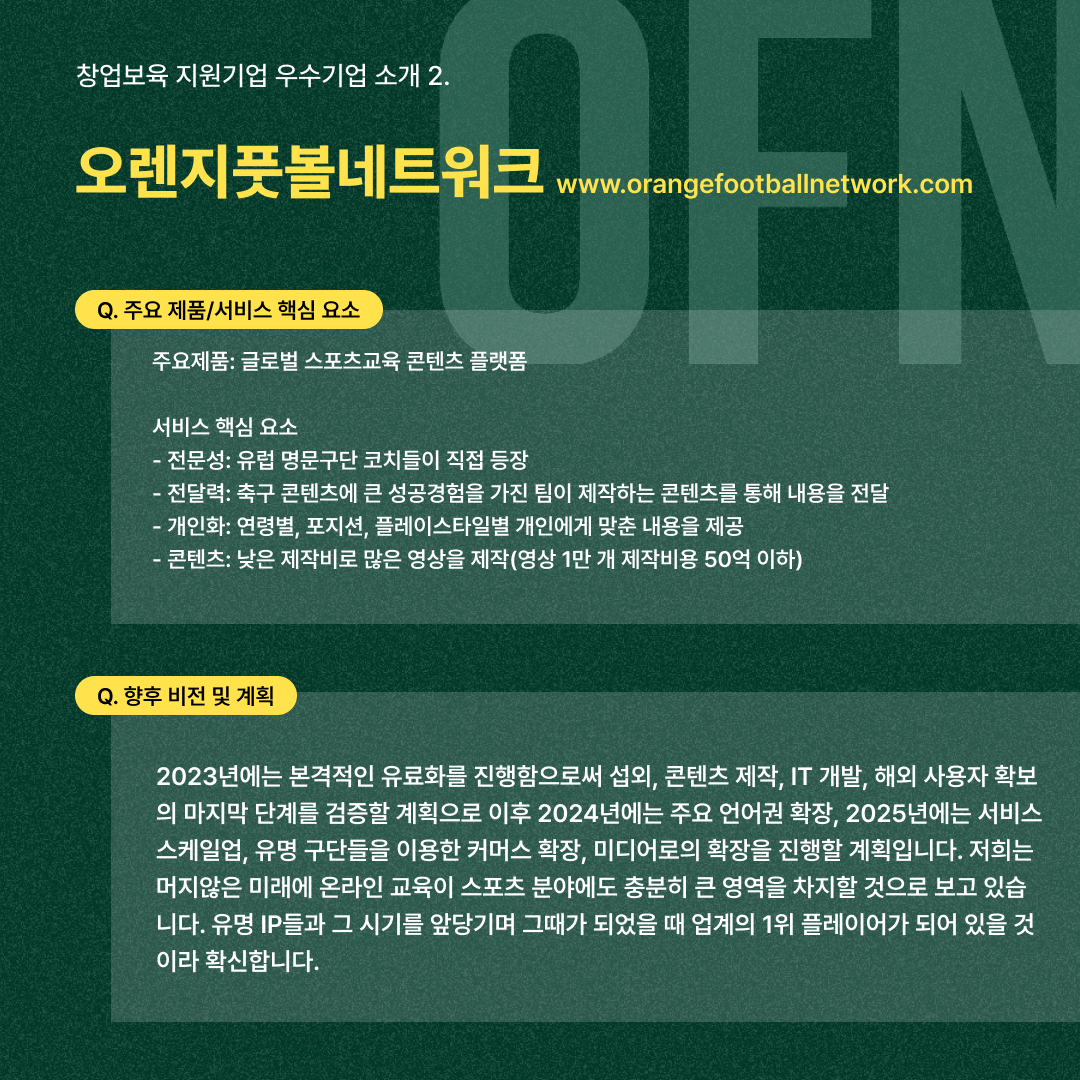 OFN
창업보육 지원기업 우수기업 소개 2.
오렌지풋볼네트워크 www.orangefootballnetwork.com
Q. 주요 제품/서비스 핵심 요소
주요제품: 글로벌 스포츠교육 콘텐츠 플랫폼
서비스 핵심 요소
- 전문성: 유럽 명문구단 코치들이 직접 등장
- 전달력: 축구 콘텐츠에 큰 성공경험을 가진 팀이 제작하는 콘텐츠를 통해 내용을 전달
- 개인화: 연령별, 포지션, 플레이스타일별 개인에게 맞춘 내용을 제공
- 콘텐츠: 낮은 제작비로 많은 영상을 제작(영상 1만 개 제작비용 50억 이하)
Q. 향후 비전 및 계획
2023년에는 본격적인 유료화를 진행함으로써 섭외, 콘텐츠 제작, IT 개발, 해외 사용자 확보
의 마지막 단계를 검증할 계획으로 이후 2024년에는 주요 언어권 확장, 2025년에는 서비스
스케일업, 유명 구단들을 이용한 커머스 확장, 미디어로의 확장을 진행할 계획입니다. 저희는
머지않은 미래에 온라인 교육이 스포츠 분야에도 충분히 큰 영역을 차지할 것으로 보고 있습
니다. 유명 IP들과 그 시기를 앞당기며 그때가 되었을 때 업계의 1위 플레이어가 되어 있을 것
이라 확신합니다.